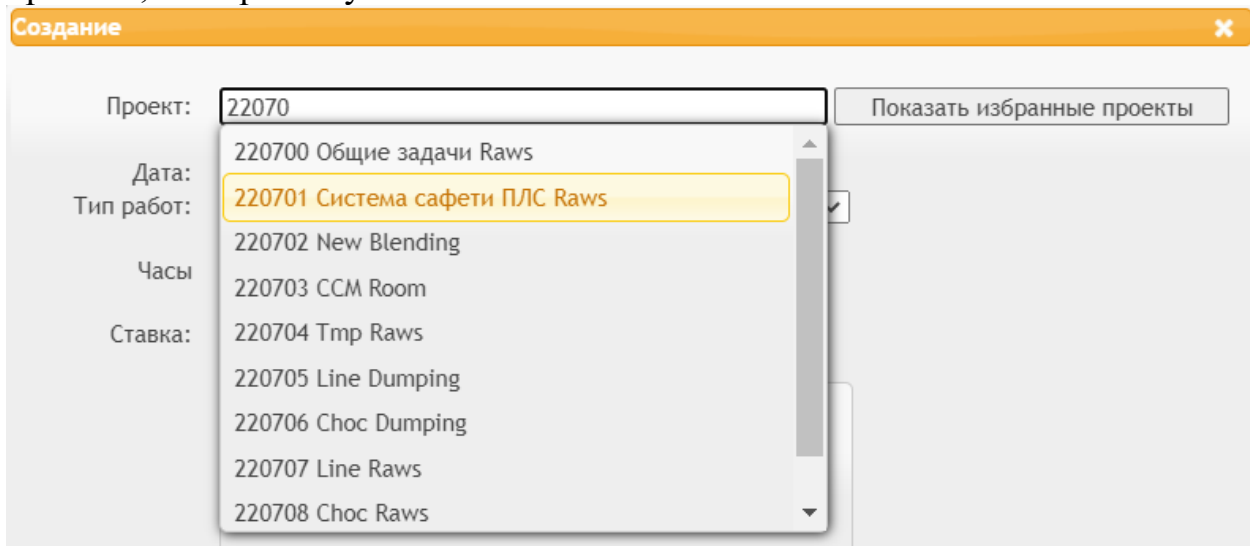 Создание
Проект: 22070 Показать избранные проекты
220700 Общие задачи Raws
Дата:
220701 Система сафети ПЛС Raws
Тип работ:
220702 New Blending
Часы
220703 CCM Room
Ставка:
220704 Tmp Raws
220705 Line Dumping
220706 Choc Dumping
220707 Line Raws
220708 Choc Raws